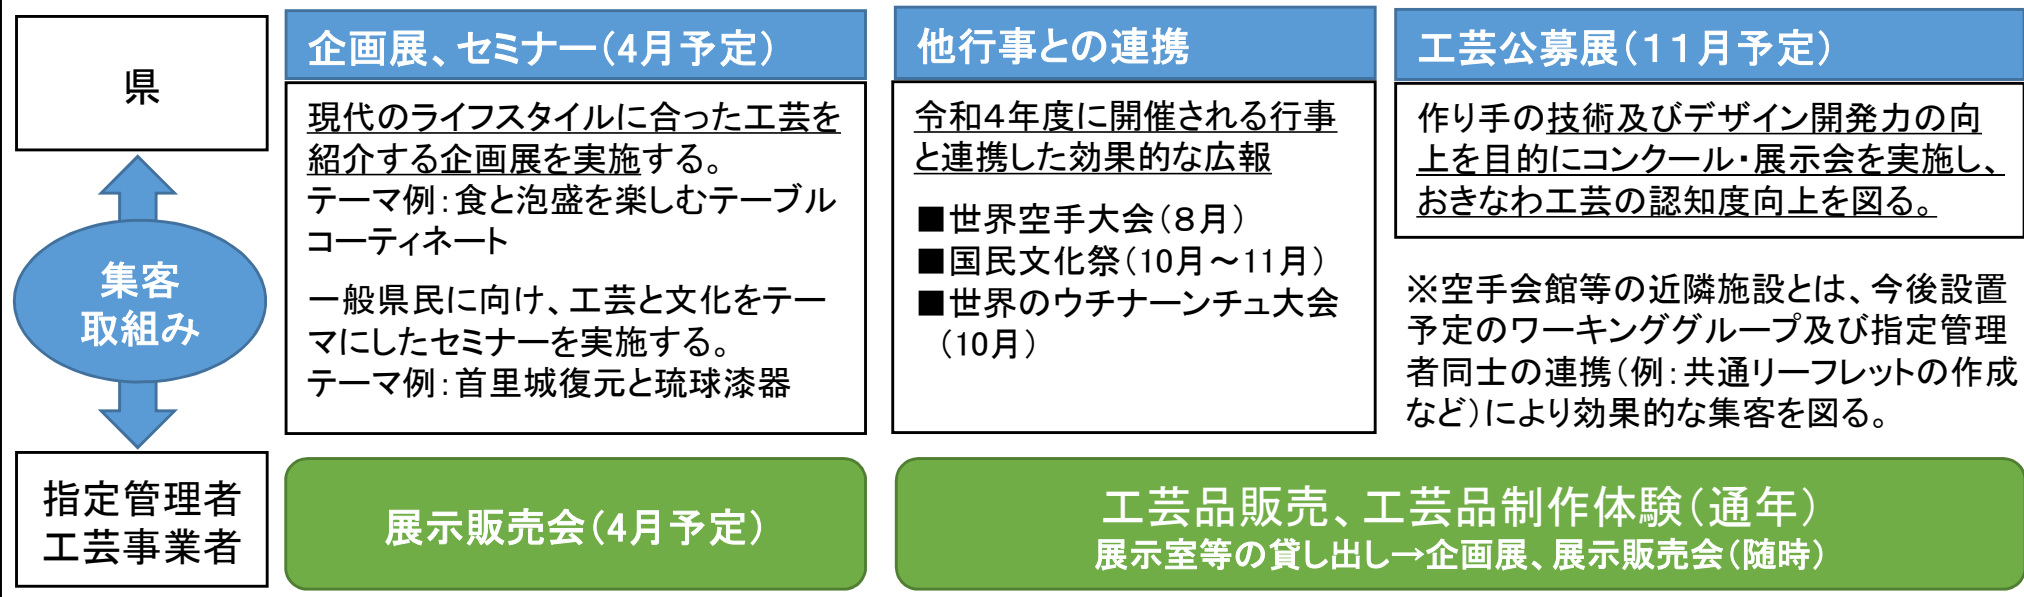 県
集客
取組み
指定管理者
工芸事業者
企画展、セミナー(4月予定)
現代のライフスタイルに合った工芸を
紹介する企画展を実施する。
テーマ例:食と泡盛を楽しむテーブル
コーティネート
一般県民に向け、工芸と文化をテー
マにしたセミナーを実施する。
テーマ例:首里城復元と琉球漆器
他行事との連携
令和4年度に開催される行事
と連携した効果的な広報
■世界空手大会(8月)
■国民文化祭(10月~11月)
■世界のウチナーンチュ大会
(10月)
工芸公募展(11月予定)
作り手の技術及びデザイン開発力の向
上を目的にコンクール・展示会を実施し、
おきなわ工芸の認知度向上を図る。
※空手会館等の近隣施設とは、今後設置
予定のワーキンググループ及び指定管理
者同士の連携(例:共通リーフレットの作成
など)により効果的な集客を図る。
展示販売会(4月予定)
工芸品販売、工芸品制作体験(通年)
展示室等の貸し出し→企画展、展示販売会(随時)